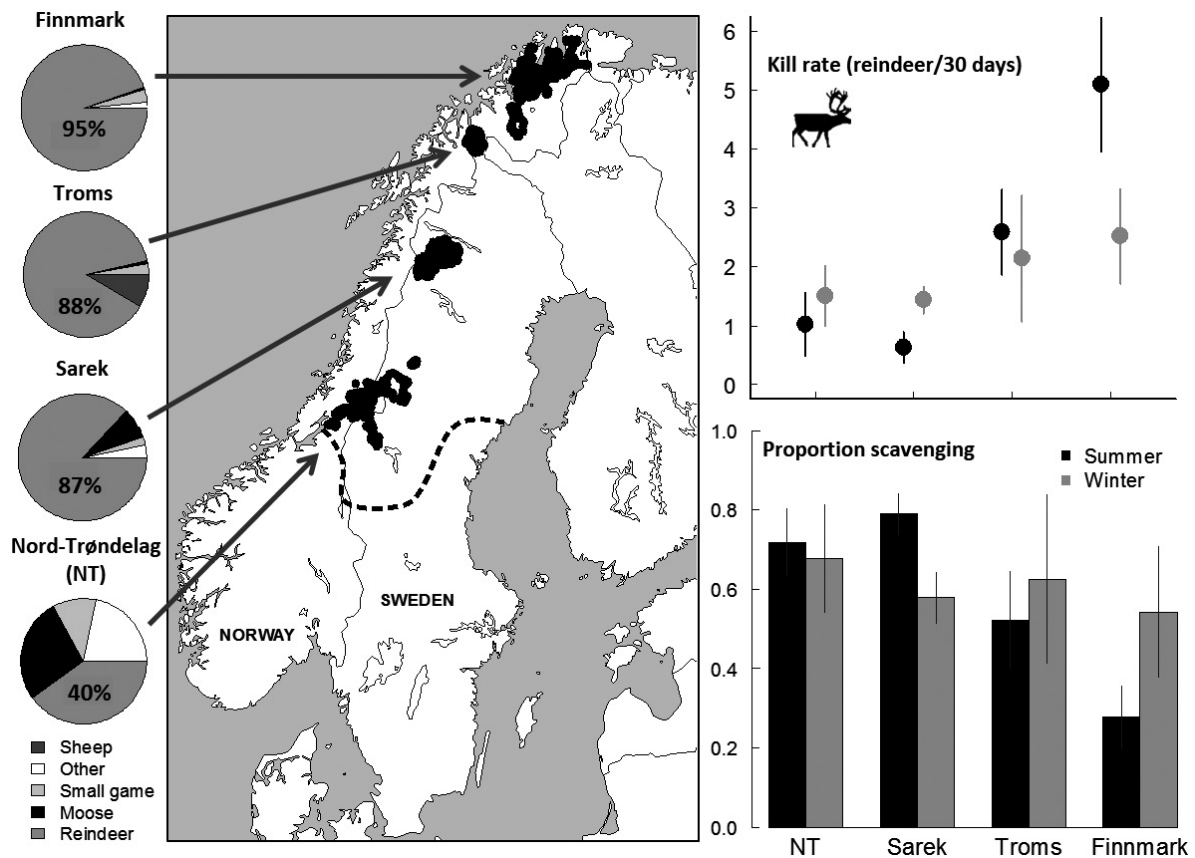 Finnmark
95%
Troms
88%
Sarek
87%
Nord-Trøndelag
(NT)
40%
Sheep
Other
Small game
Moose
Reindeer
SWEDEN
NORWAY
Kill rate (reindeer/30 days)
6
5
4
3
2
1
0
Proportion scavenging
Summer
Winter
1.0
0.8
0.6
0.4
0.2
0.0
NT Sarek Troms Finnmark